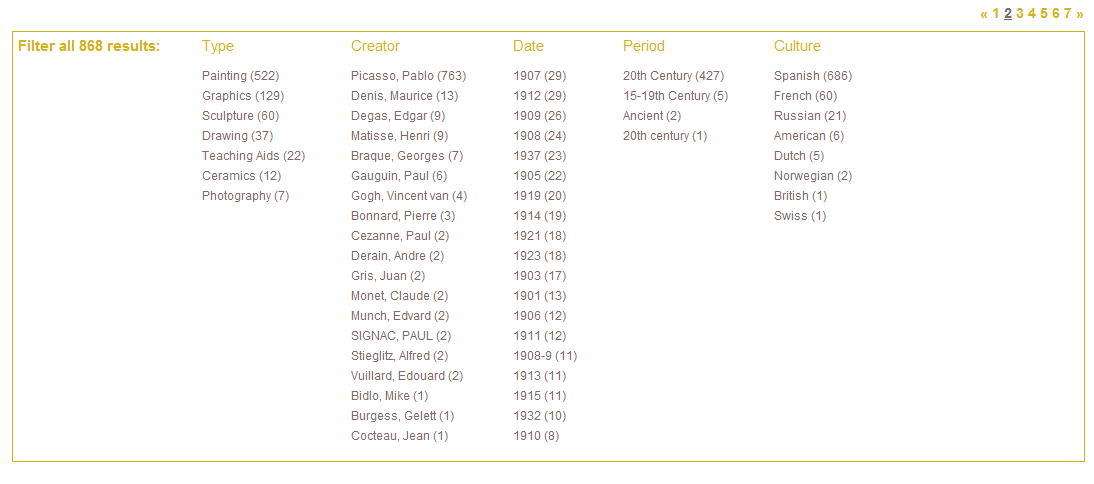 « 1 2 3 4 5 6 7 »
Filter all 868 results:
Type
Painting (522)
Graphics (129)
Sculpture (60)
Drawing (37)
Teaching Aids (22)
Ceramics (12)
Photography (7)
Creator
Picasso, Pablo (763)
Denis, Maurice (13)
Degas, Edgar (9)
Matisse, Henri (9)
Braque, Georges (7)
Gauguin, Paul (6)
Gogh, Vincent van (4)
Bonnard, Pierre (3)
Cezanne, Paul (2)
Derain, Andre (2)
Gris, Juan (2)
Monet, Claude (2)
Munch, Edvard (2)
SIGNAC, PAUL (2)
Stieglitz, Alfred (2)
Vuillard, Edouard (2)
Bidlo, Mike (1)
Burgess, Gelett (1)
Cocteau, Jean (1)
Date
1907 (29)
1912 (29)
1909 (26)
1908 (24)
1937 (23)
1905 (22)
1919 (20)
1914 (19)
1921 (18)
1923 (18)
1903 (17)
1901 (13)
1906 (12)
1911 (12)
1908-9 (11)
1913 (11)
1915 (11)
1932 (10)
1910 (8)
Period
20th Century (427)
15-19th Century (5)
Ancient (2)
20th century (1)
Culture
Spanish (686)
French (60)
Russian (21)
American (6)
Dutch (5)
Norwegian (2)
British (1)
Swiss (1)